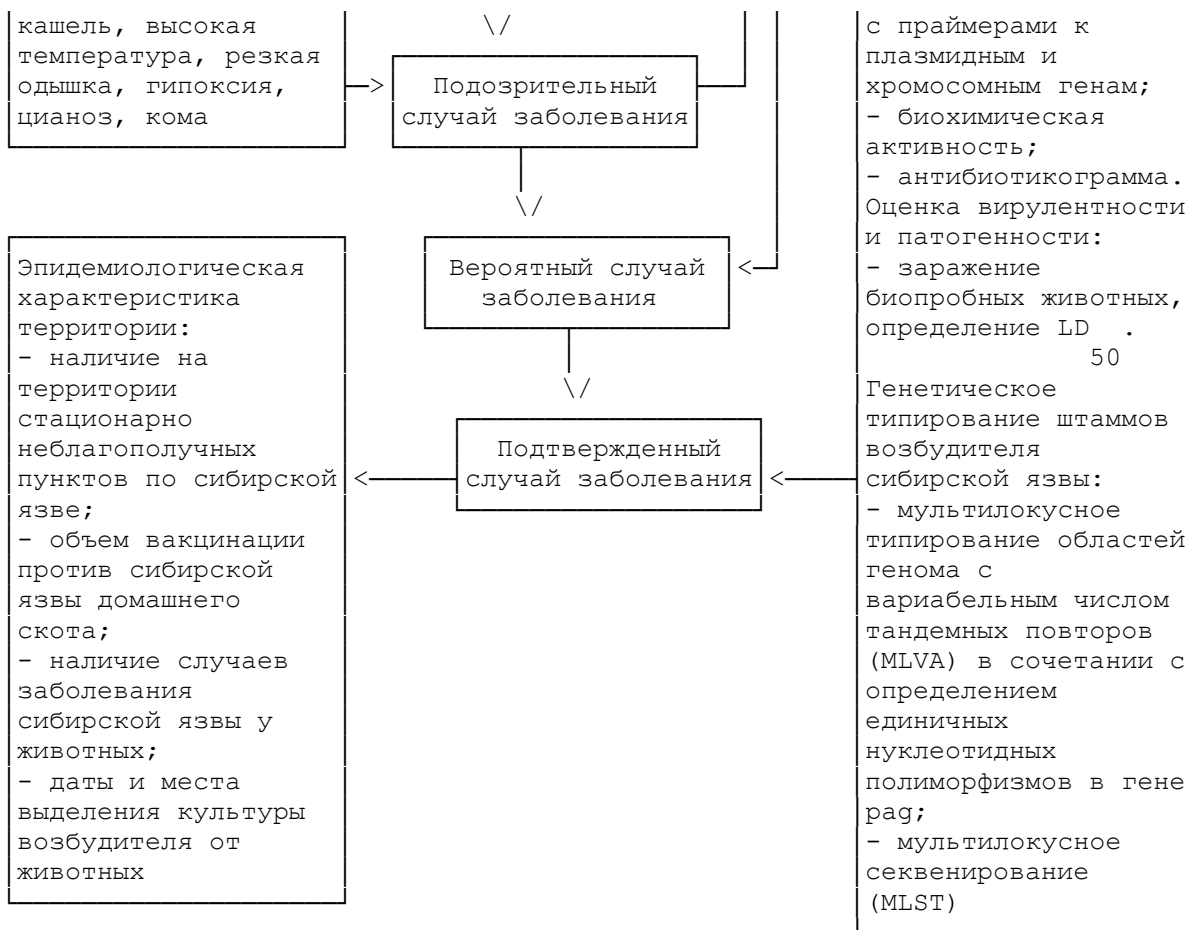 кашель, высокая
температура, резкая
одышка, гипоксия,
цианоз, кома
Подозрительный
случай заболевания
Вероятный случай
заболевания
Подтвержденный
случай заболевания
Эпидемиологическая
характеристика
территории:
- наличие на
территории
стационарно
неблагополучных
пунктов по сибирской
язве;
- объем вакцинации
против сибирской
язвы домашнего
скота;
- наличие случаев
заболевания
сибирской язвы у
животных;
- даты и места
выделения культуры
возбудителя от
животных
с праймерами к
плазмидным и
хромосомным генам;
- биохимическая
активность;
- антибиотикограмма.
Оценка вирулентности
и патогенности:
- заражение
биопробных животных,
определение LD  .
50
Генетическое
типирование штаммов
возбудителя
сибирской язвы:
- мультилокусное
типирование областей
генома с
вариабельным числом
тандемных повторов
(MLVA) в сочетании с
определением
единичных
нуклеотидных
полиморфизмов в гене
pag;
- мультилокусное
секвенирование
(MLST)